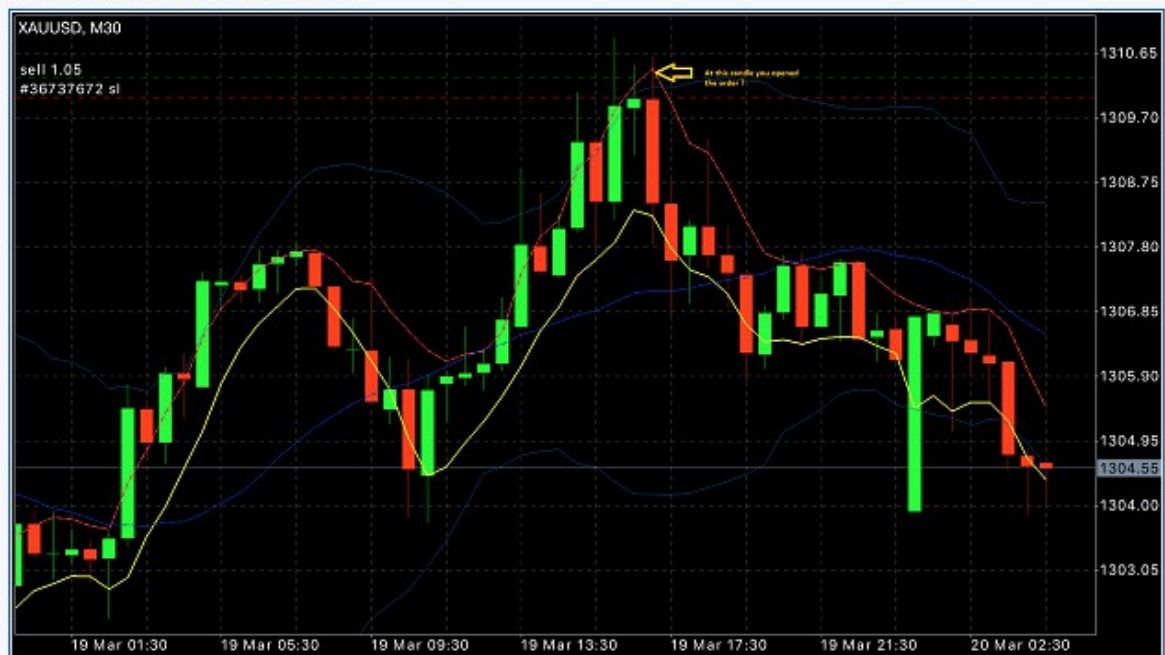 XAUUSD, M30
1310.65
sell 1.05
#36737672 sl
At this candle you opened
the order ?
1309.70
1308.75
1307.80
1306.85
1305.90
1304.95
1304.55
1304.00
1303.05
19 Mar 01:30 19 Mar 05:30 19 Mar 09:30 19 Mar 13:30 19 Mar 17:30 19 Mar 21:30 20 Mar 02:30